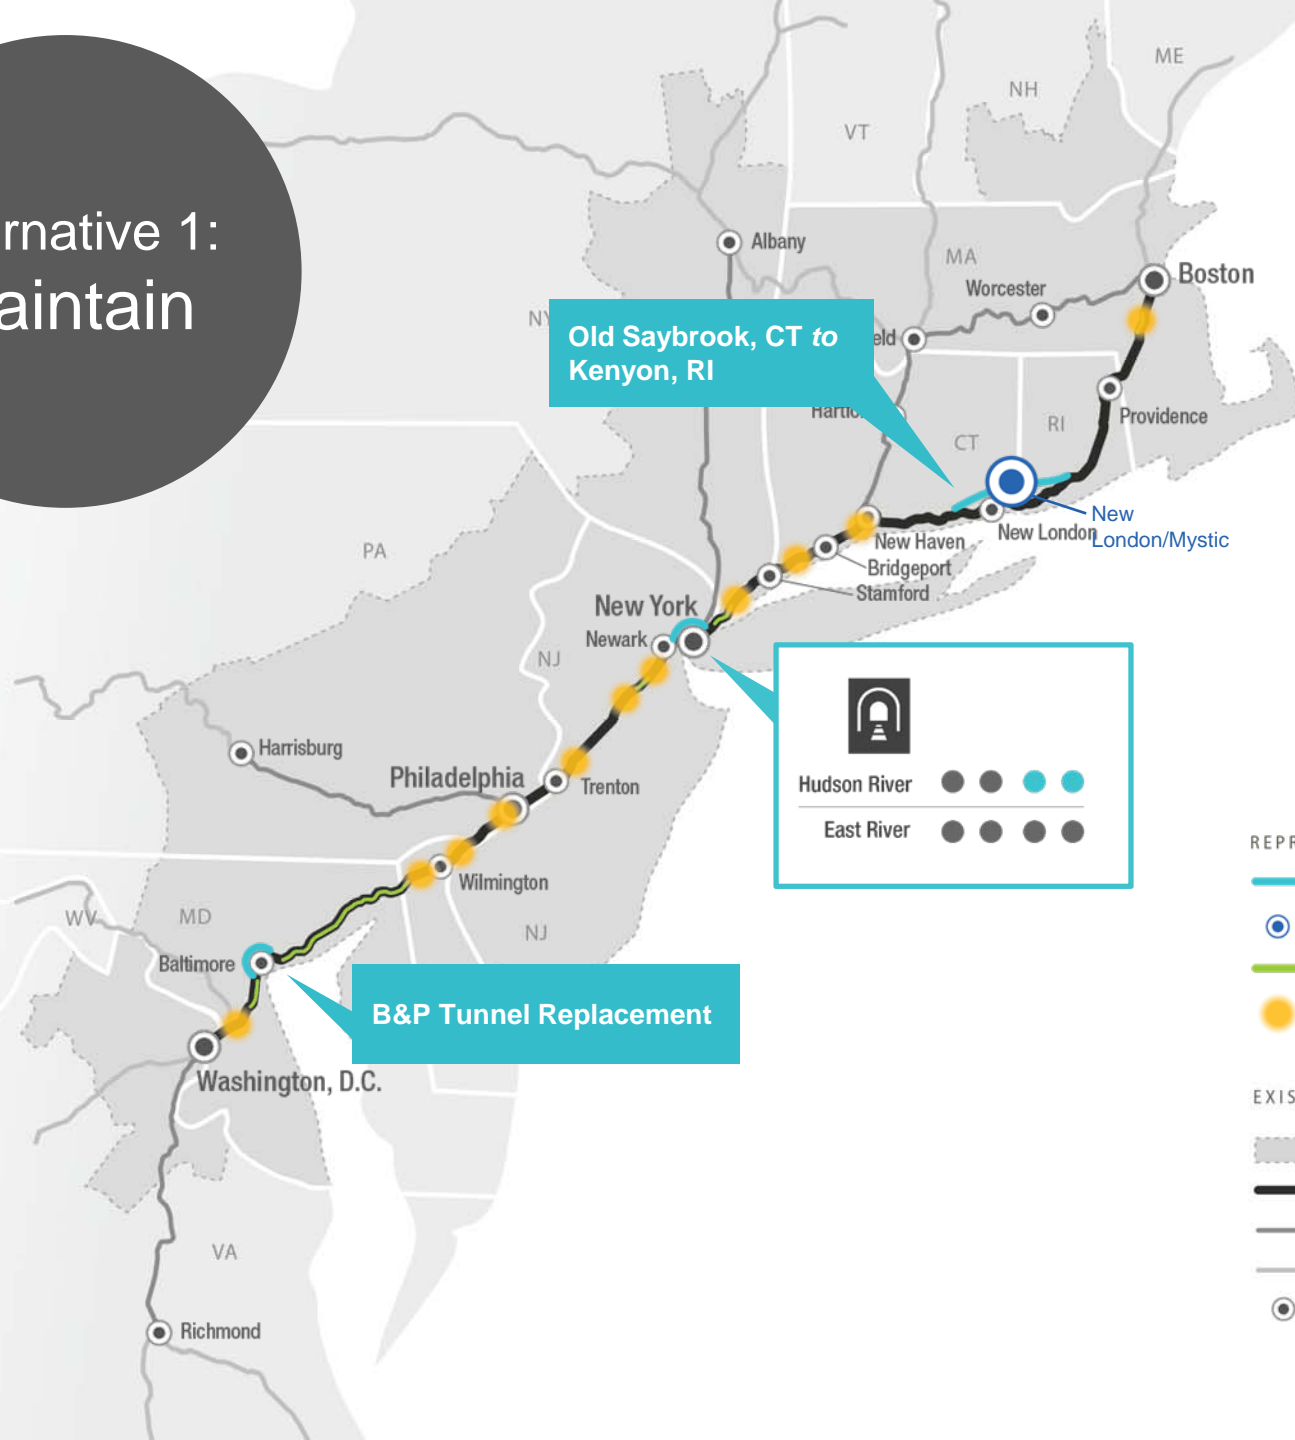 rnative 1:
aintain
ME
NH
VT
Albany
MA
Worcester
Boston
NY
Old Saybrook, CT to
Kenyon, RI
eld
Hartfo
Providence
RI
CT
New
London/Mystic
New London
New Haven
Bridgeport
Stamford
PA
New York
Newark
NJ
Harrisburg
Philadelphia
Trenton
Hudson River
East River
Wilmington
REPR
WV
MD
NJ
Baltimore
B&P Tunnel Replacement
Washington, D.C.
EXIS
VA
Richmond